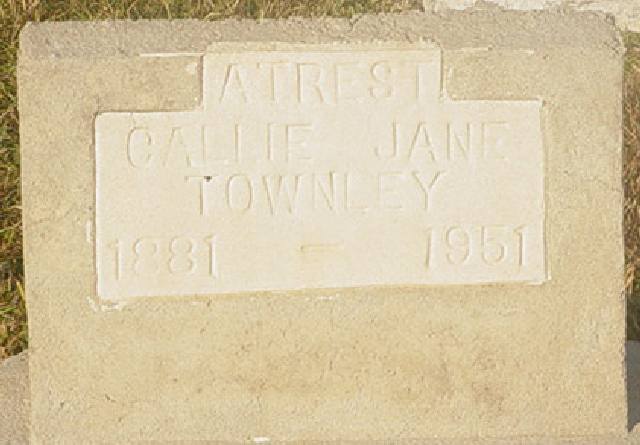 AT REST
CALLIE JANE
TOWNLEY
1881 – 1951